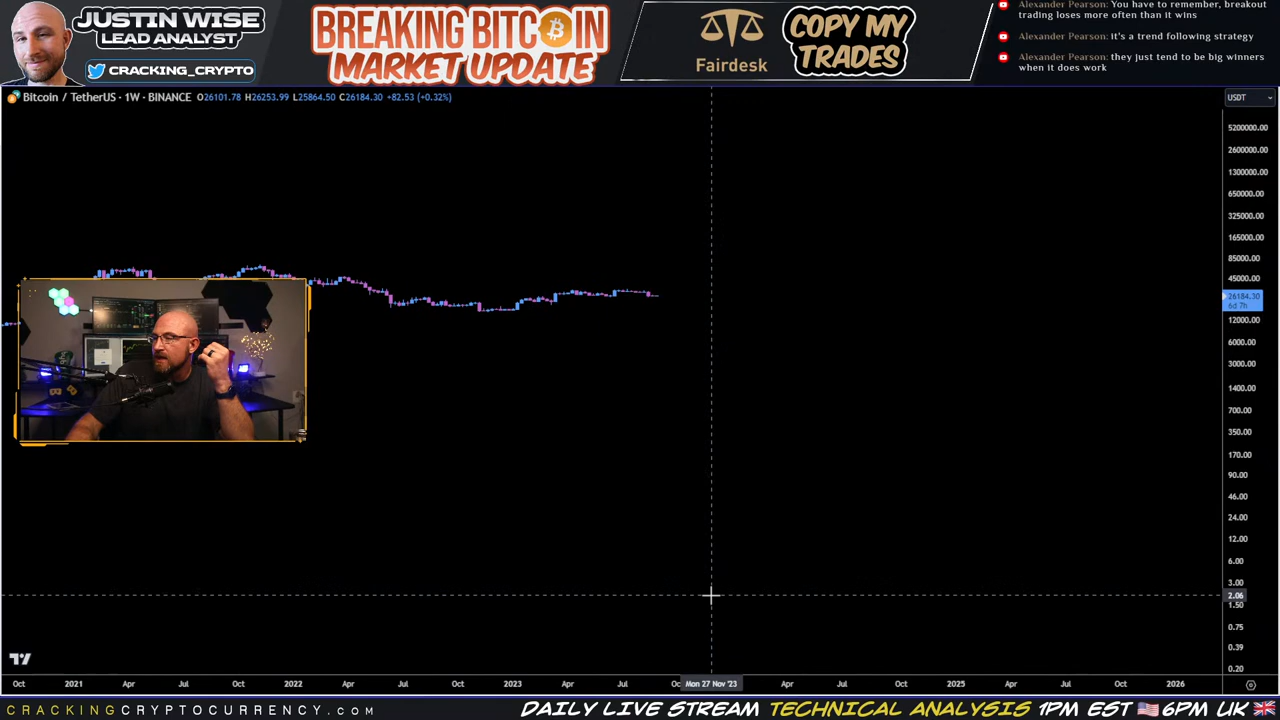 JUSTIN WISE
LEAD ANALYST
CRACKING_CRYPTO
BREAKING BITCOIN
MARKET UPDATE
Fairdesk
COPY MY
TRADES
Alexander Pearson: You have to remember, breakout
trading loses more often than it wins
Alexander Pearson: it's a trend following strategy
Alexander Pearson: they just tend to be big winners
when it does work
Bitcoin / TetherUS · 1W · BINANCE O26101.78 H26253.99 L25864.50 C26184.30 +82.53 (+0.32%)
USDT
5200000.00
2600000.00
1300000.00
650000.00
325000.00
165000.00
85000.00
45000.00
26184.30
6d 7h
12000.00
6000.00
3000.00
1400.00
700.00
350.00
170.00
90.00
46.00
24.00
12.00
6.00
3.00
2.06
1.50
0.75
0.39
0.20
Oct 2021 Apr Jul Oct 2022 Apr Jul Oct 2023 Apr Jul Oc Mon 27 Nov '23 Apr Jul Oct 2025 Apr Jul Oct 2026
CRACKINGCRYPTOCURRENCY.com
DAILY LIVE STREAM TECHNICAL ANALYSIS 1PM EST 6PM UK